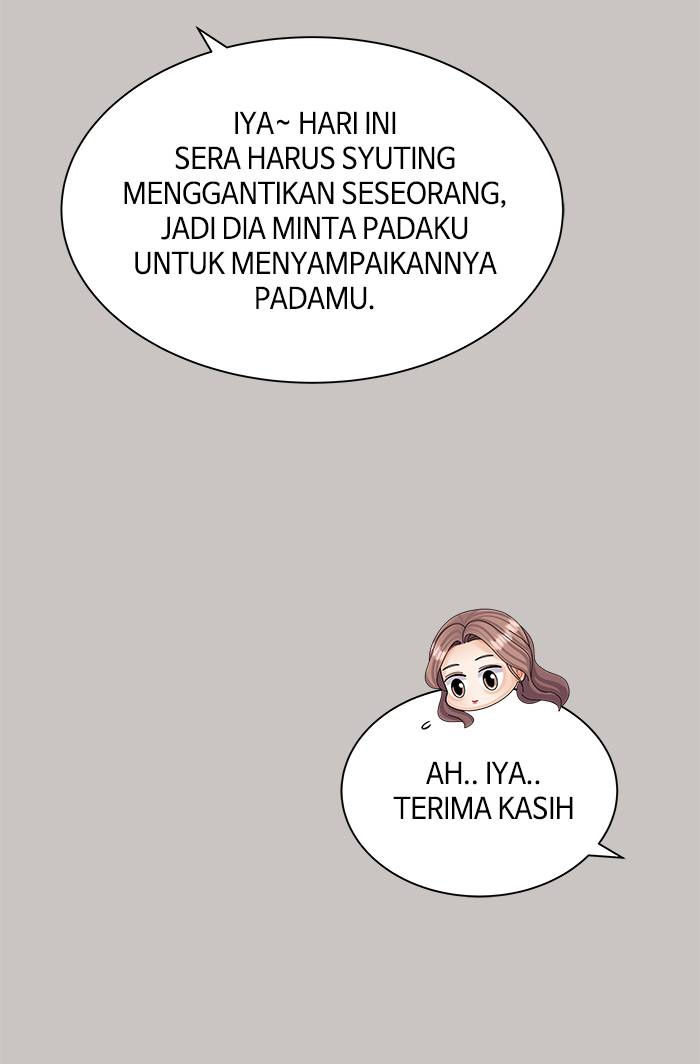 IYA~ HARI INI
SERA HARUS SYUTING
MENGGANTIKAN SESEORANG,
JADI DIA MINTA PADAKU
UNTUK MENYAMPAIKANNYA
PADAMU.
AH.. IYA..
TERIMA KASIH